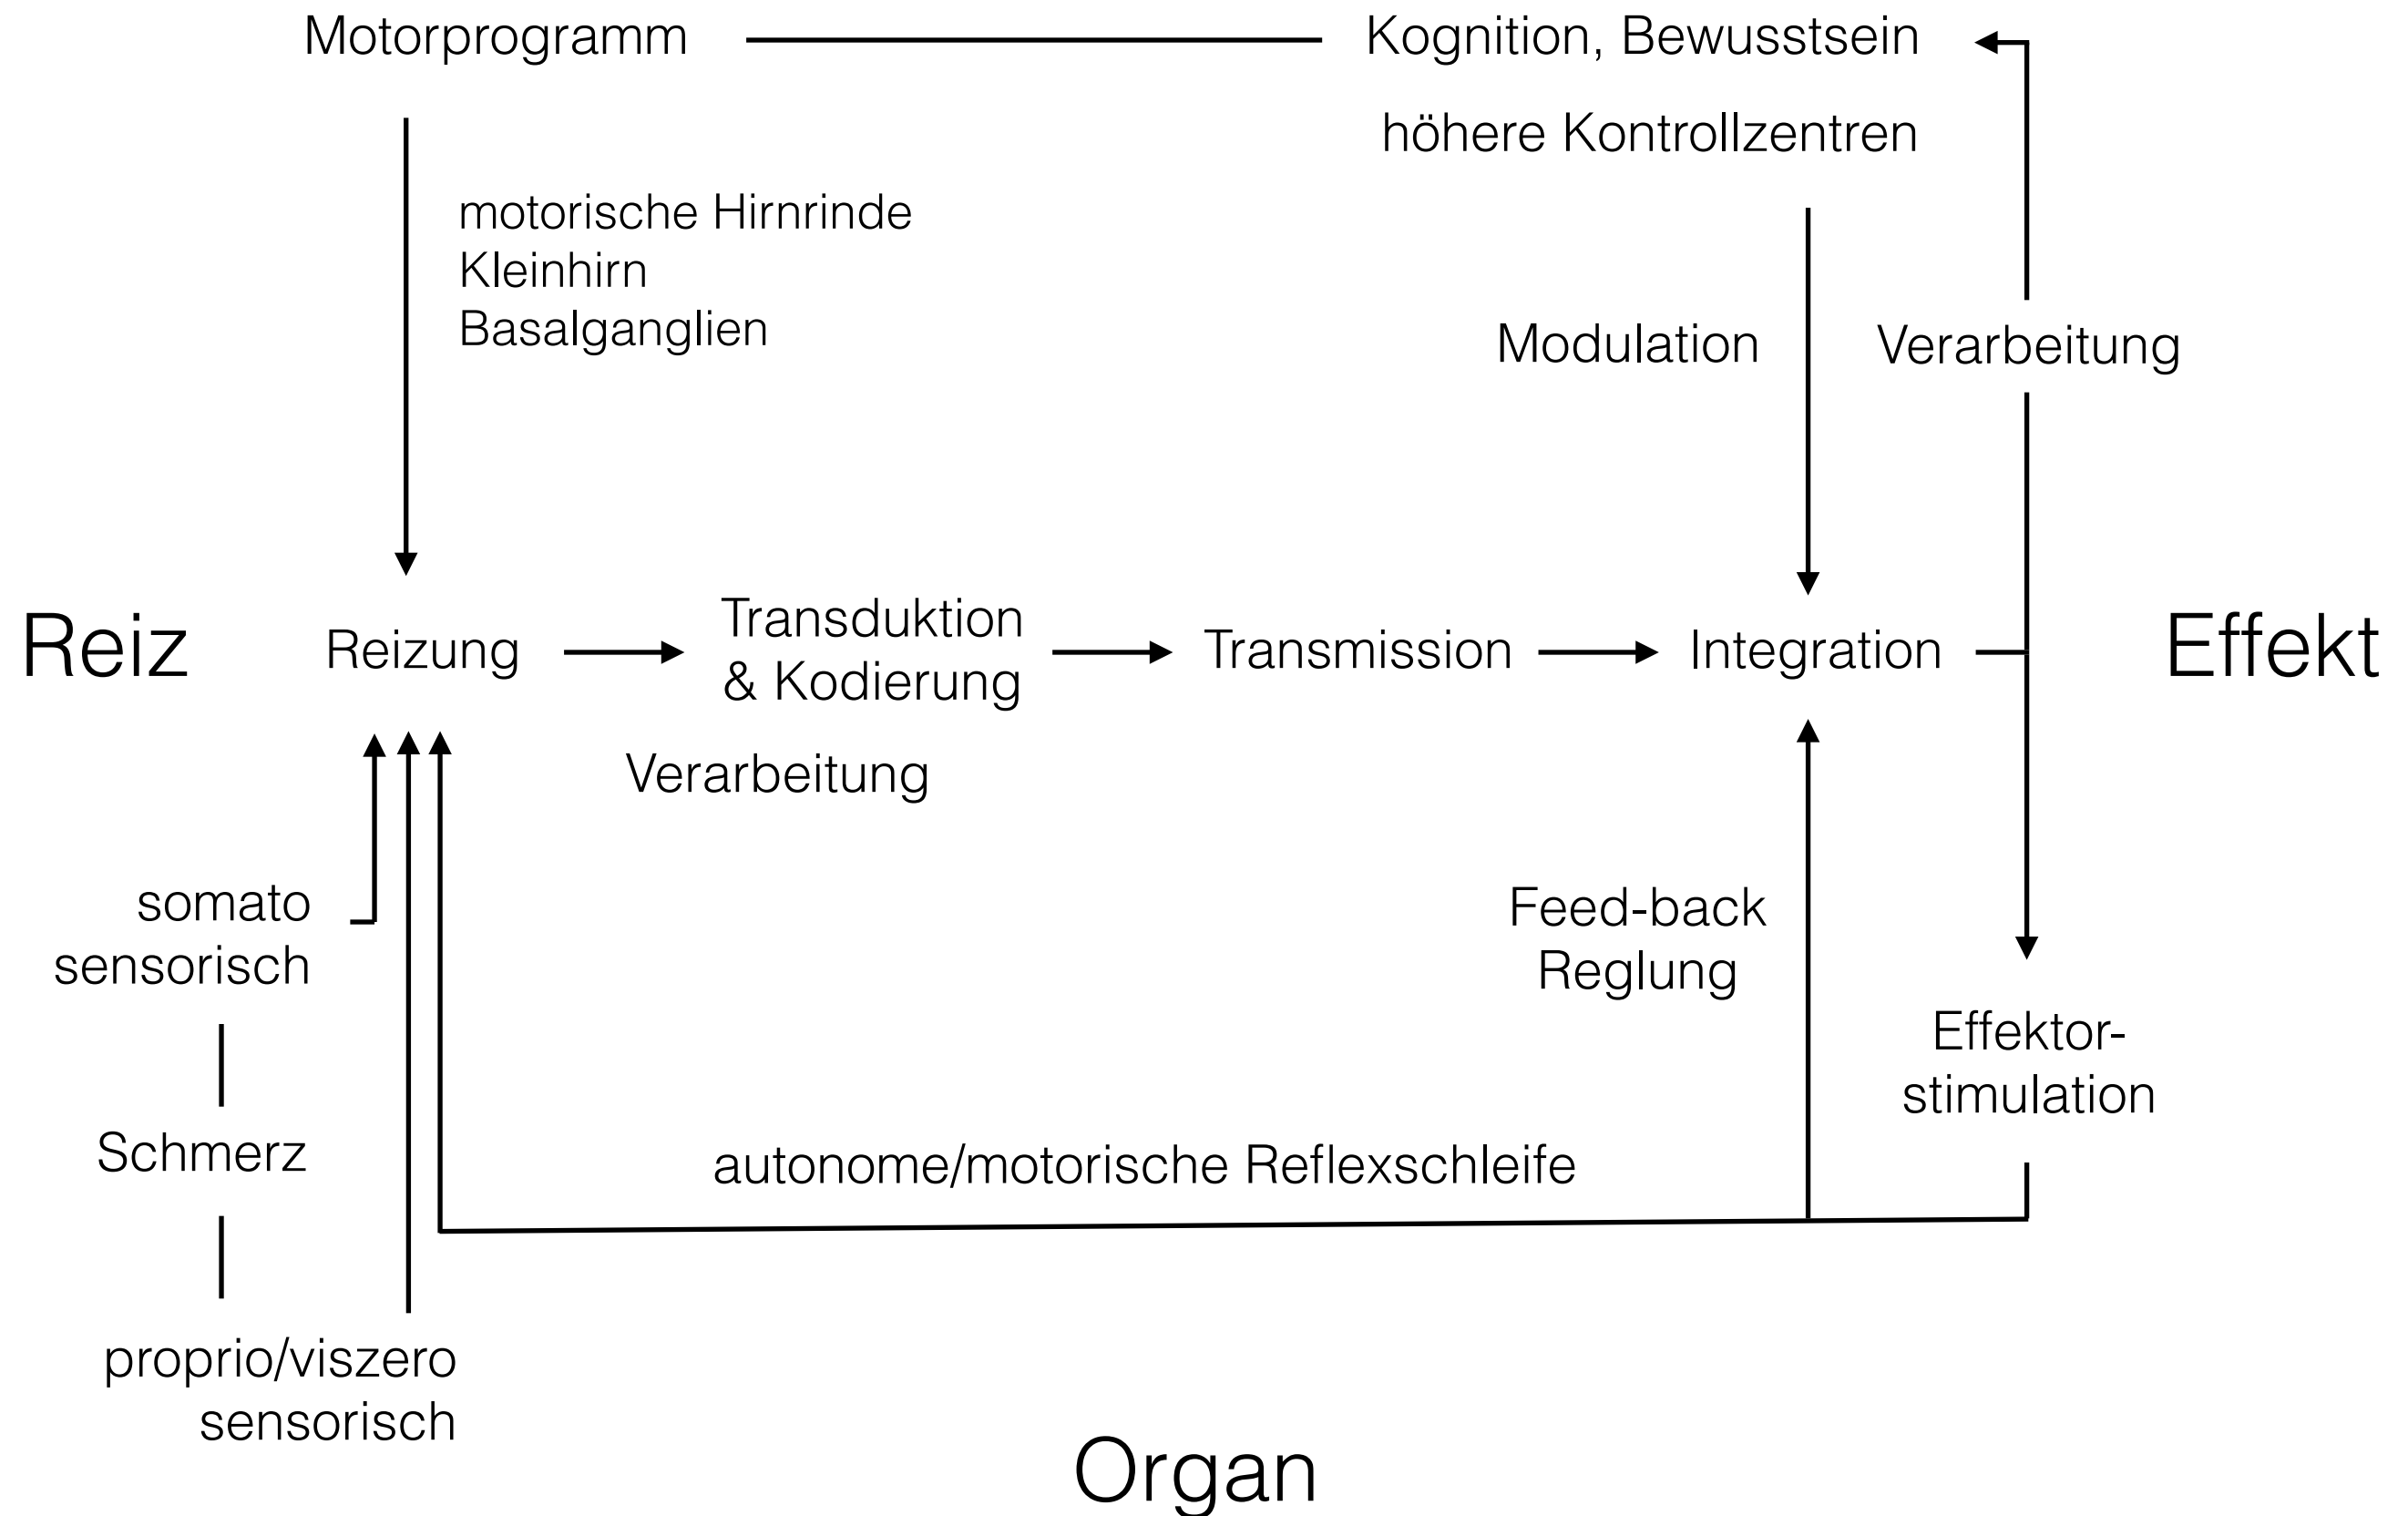 Motorprogramm
Kognition, Bewusstsein
höhere Kontrollzentren
motorische Hirnrinde
Kleinhirn
Basalganglien
Modulation
Verarbeitung
Reiz
Reizung
Transduktion
& Kodierung
Transmission
Integration
Effekt
Verarbeitung
somato
sensorisch
Feed-back
Reglung
Effektor-
stimulation
Schmerz
autonome/motorische Reflexschleife
proprio/viszero
sensorisch
Organ